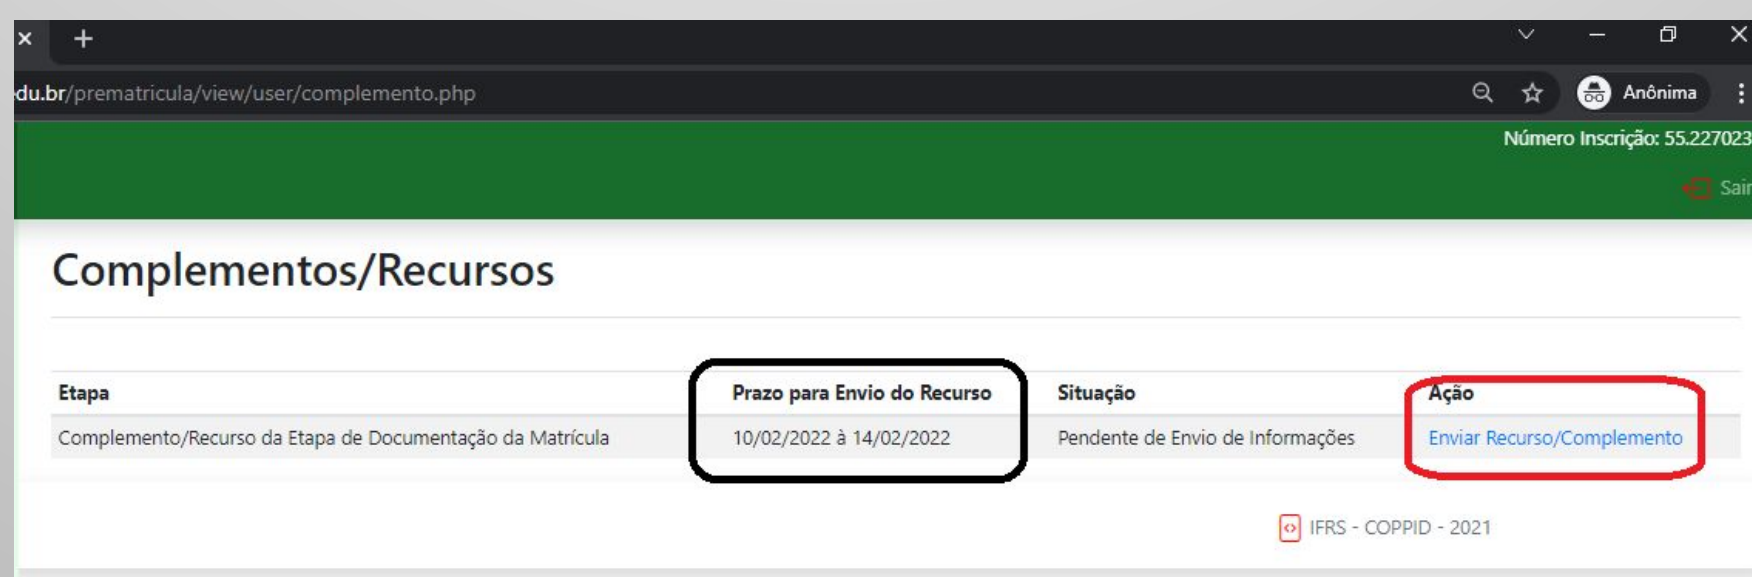 du.br/prematricula/view/user/complemento.php
Anônima
Número Inscrição: 55.227023
Sair
Complementos/Recursos
Etapa Prazo para Envio do Recurso Situação Ação
Complemento/Recurso da Etapa de Documentação da Matrícula 10/02/2022 à 14/02/2022 Pendente de Envio de Informações Enviar Recurso/Complemento
IFRS - COPPID - 2021